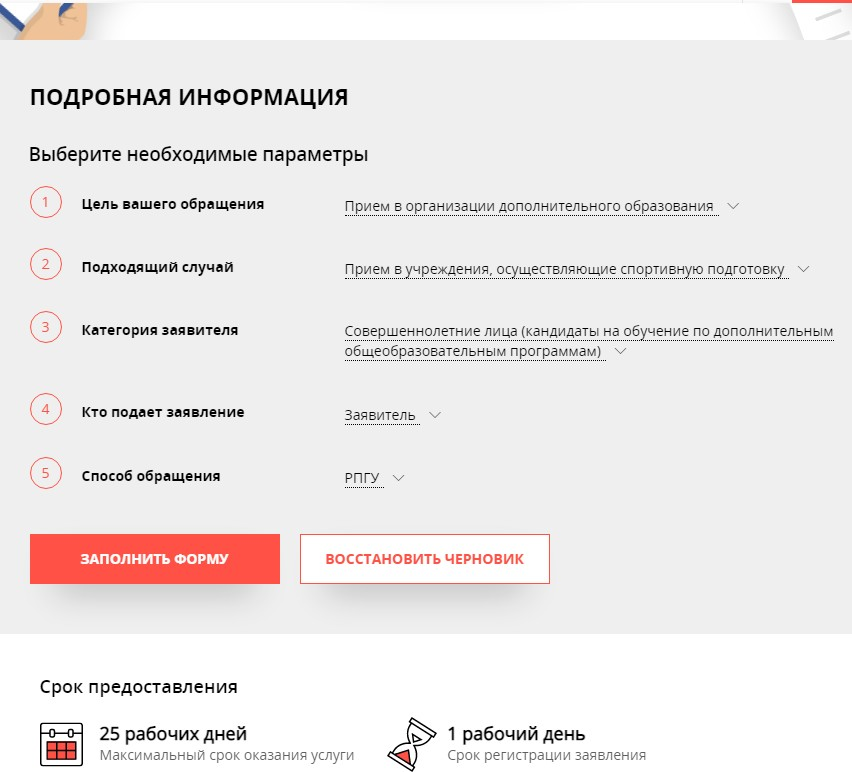 ПОДРОБНАЯ ИНФОРМАЦИЯ
Выберите необходимые параметры
1 Цель вашего обращения Прием в организации дополнительного образования
2 Подходящий случай Прием в учреждения, осуществляющие спортивную подготовку
3 Категория заявителя Совершеннолетние лица (кандидаты на обучение по дополнительным
общеобразовательным программам)
4 Кто подает заявление Заявитель
5 Способ обращения РПГУ
ЗАПОЛНИТЬ ФОРМУ ВОССТАНОВИТЬ ЧЕРНОВИК
Срок предоставления
25 рабочих дней 1 рабочий день
Максимальный срок оказания услуги Срок регистрации заявления